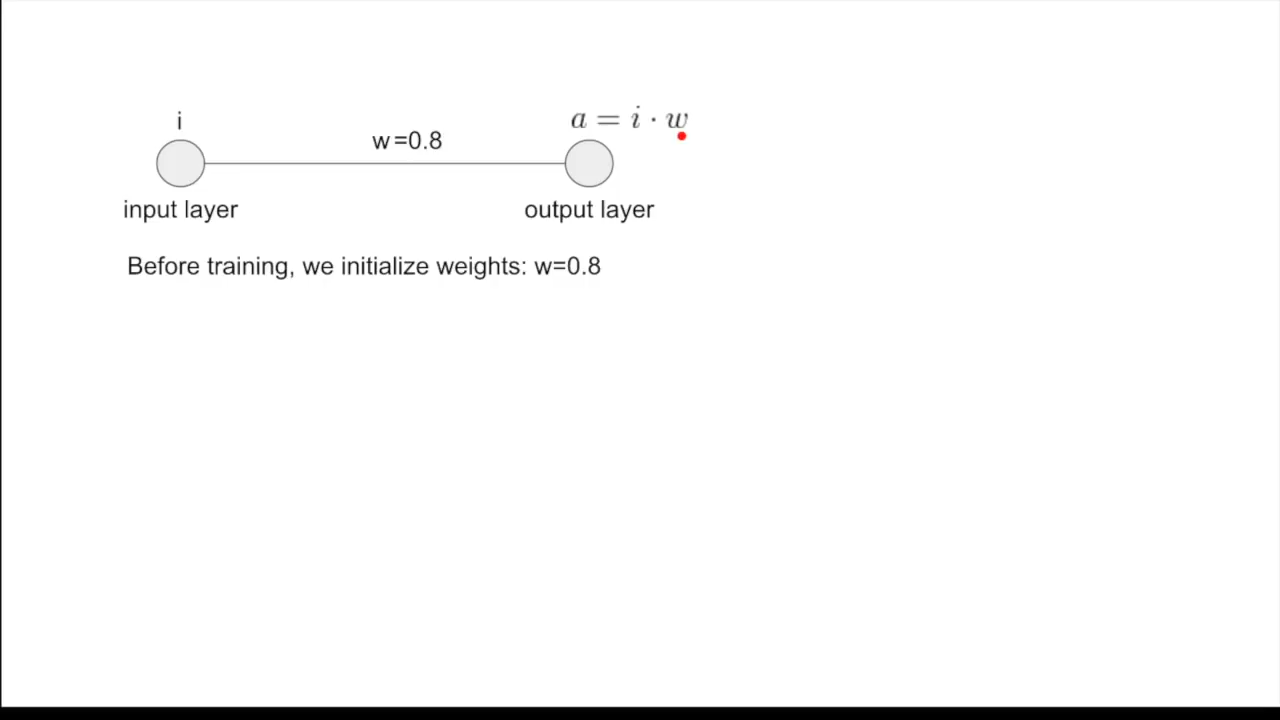 i
w=0.8
a = i · w
input layer
output layer
Before training, we initialize weights: w=0.8